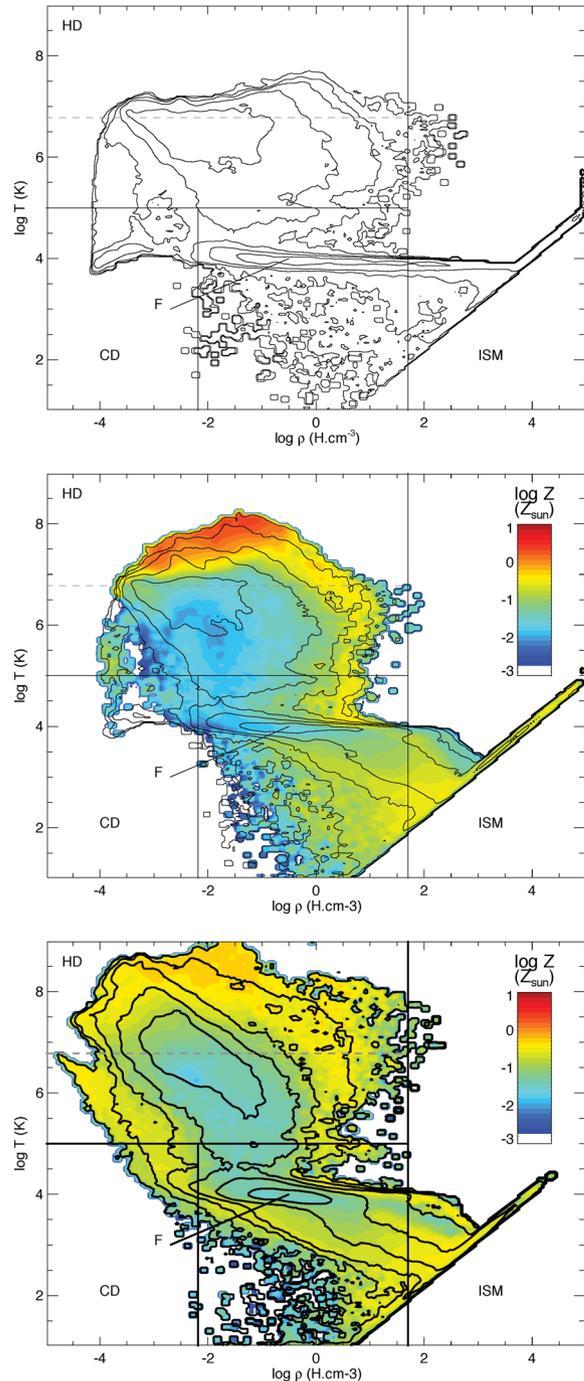 HD
8
6
4
2
log T (K)
F
CD
ISM
-4 -2 0 2 4
log ρ (H.cm⁻³)
HD
log Z
(Z_sun)
1
0
-1
-2
-3
8
6
4
2
log T (K)
F
CD
ISM
-4 -2 0 2 4
log ρ (H.cm-3)
HD
log Z
(Z_sun)
1
0
-1
-2
-3
8
6
4
2
log T (K)
F
CD
ISM
-4 -2 0 2 4
log ρ (H.cm-3)